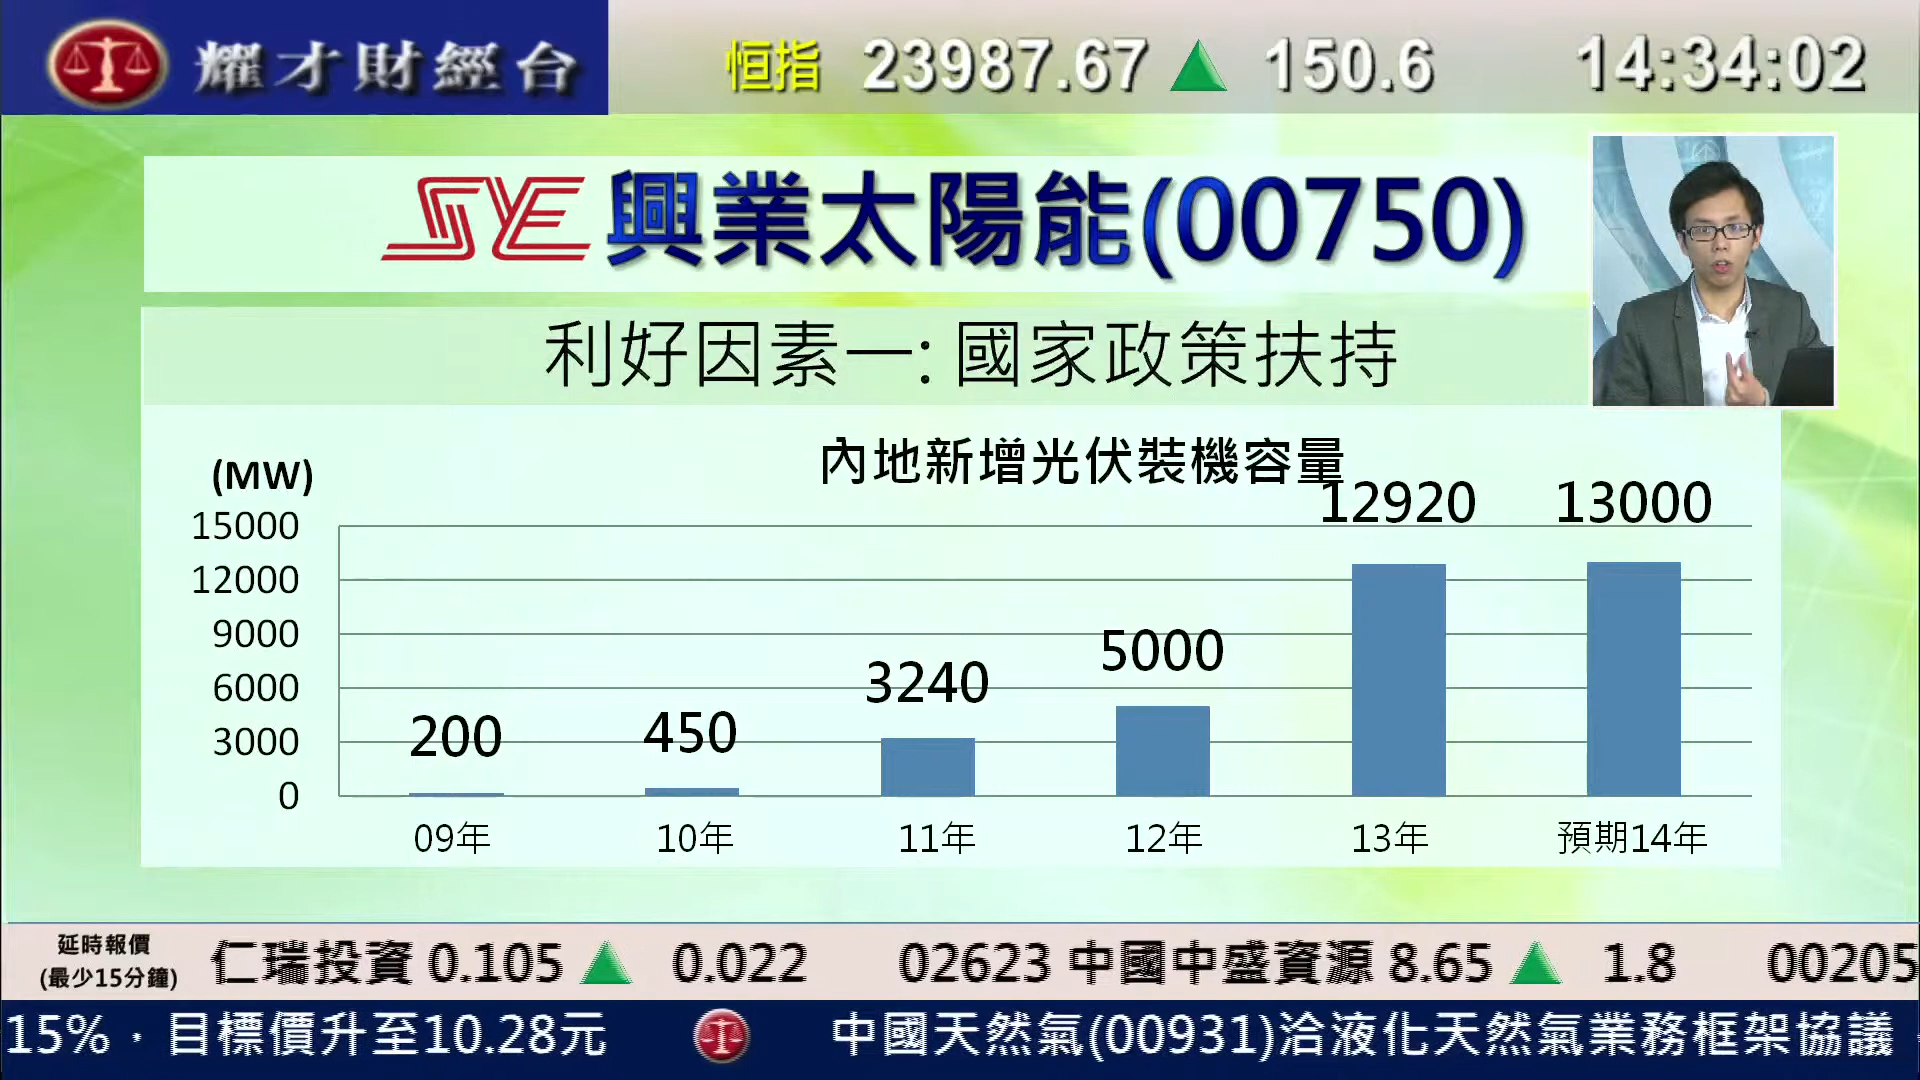 耀才財經台
恒指 23987.67 ▲ 150.6 14:34:02
SYE 興業太陽能(00750)
利好因素一: 國家政策扶持
內地新增光伏裝機容量
(MW)
15000
12000
9000
6000
3000
0
200
450
3240
5000
12920
13000
09年
10年
11年
12年
13年
預期14年
延時報價
(最少15分鐘)
仁瑞投資 0.105 ▲ 0.022 02623 中國中盛資源 8.65 ▲ 1.8 00205
15%，目標價升至10.28元 中國天然氣(00931)洽液化天然氣業務框架協議